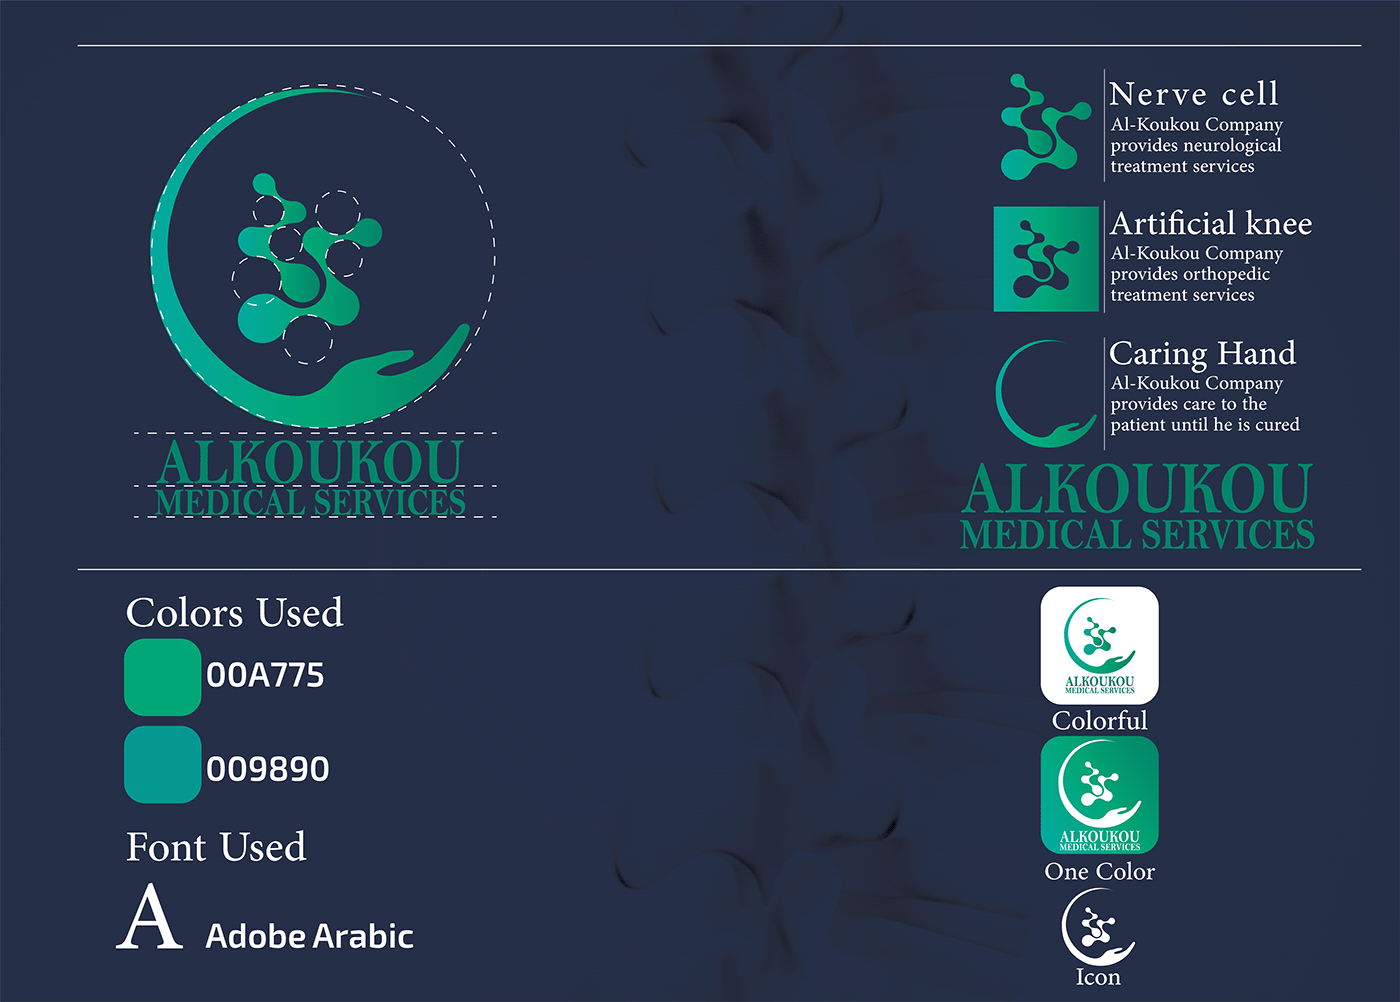 ALKOUKOU
MEDICAL SERVICES
Nerve cell
Al-Koukou Company
provides neurological
treatment services
Artificial knee
Al-Koukou Company
provides orthopedic
treatment services
Caring Hand
Al-Koukou Company
provides care to the
patient until he is cured
ALKOUKOU
MEDICAL SERVICES
Colors Used
00A775
009890
Font Used
A Adobe Arabic
ALKOUKOU
MEDICAL SERVICES
Colorful
ALKOUKOU
MEDICAL SERVICES
One Color
Icon